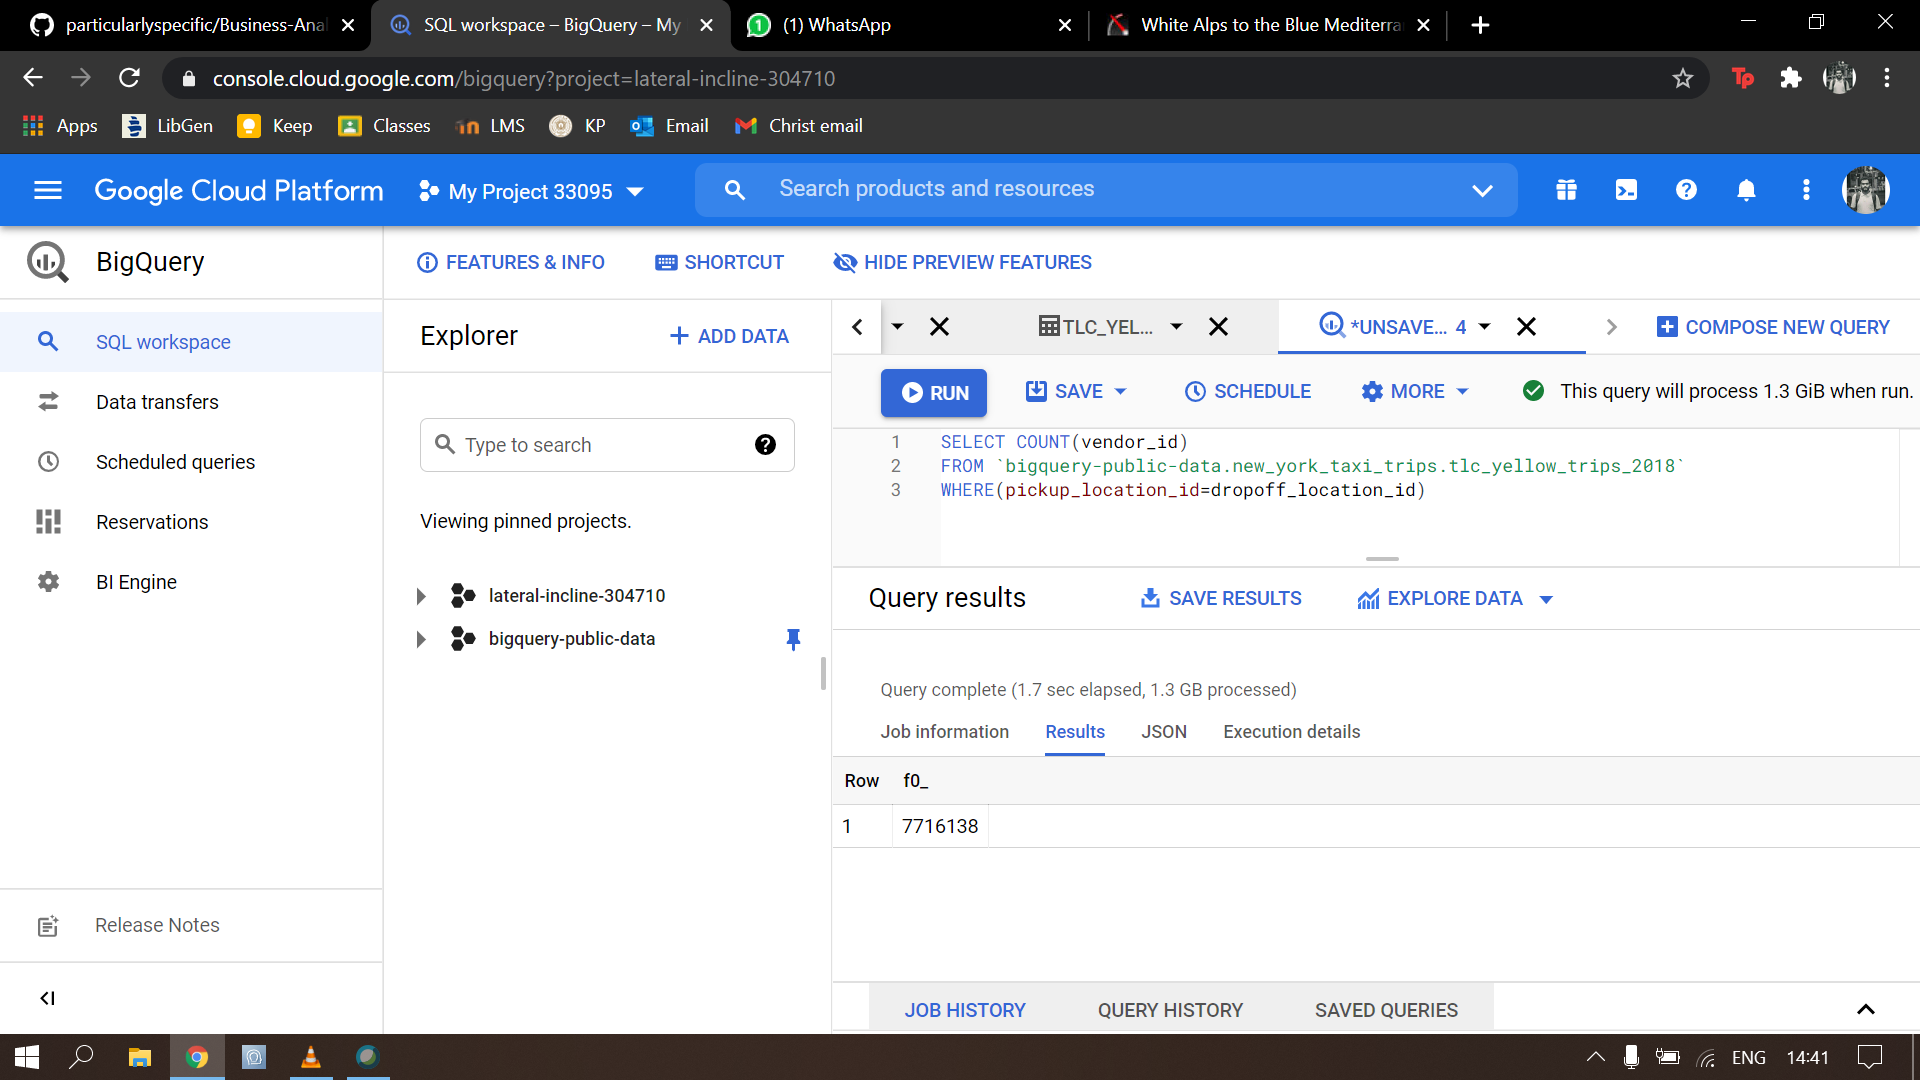 particularlyspecific/Business-Anal
SQL workspace – BigQuery – My
(1) WhatsApp
White Alps to the Blue Mediterra
console.cloud.google.com/bigquery?project=lateral-incline-304710
Apps
LibGen
Keep
Classes
LMS
KP
Email
Christ email
Google Cloud Platform
My Project 33095
Search products and resources
BigQuery
FEATURES & INFO
SHORTCUT
HIDE PREVIEW FEATURES
SQL workspace
Data transfers
Scheduled queries
Reservations
BI Engine
Release Notes
Explorer
+ ADD DATA
Type to search
Viewing pinned projects.
lateral-incline-304710
bigquery-public-data
TLC_YEL...
*UNSAVE... 4
COMPOSE NEW QUERY
RUN
SAVE
SCHEDULE
MORE
This query will process 1.3 GiB when run.
1 SELECT COUNT(vendor_id)
2 FROM `bigquery-public-data.new_york_taxi_trips.tlc_yellow_trips_2018`
3 WHERE(pickup_location_id=dropoff_location_id)
Query results
SAVE RESULTS
EXPLORE DATA
Query complete (1.7 sec elapsed, 1.3 GB processed)
Job information
Results
JSON
Execution details
Row f0_
1 7716138
JOB HISTORY
QUERY HISTORY
SAVED QUERIES
ENG
14:41